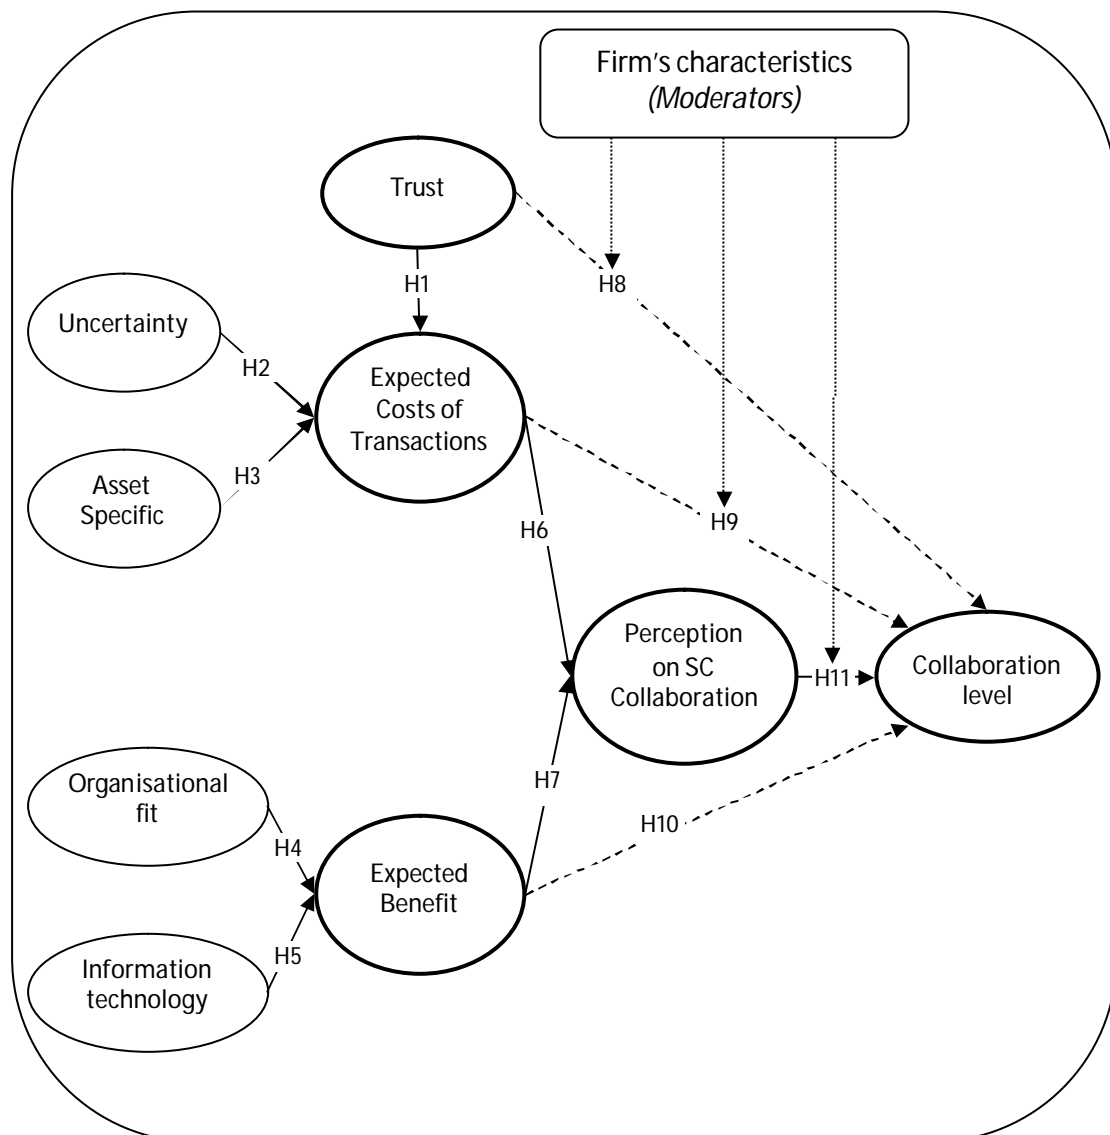 Firm's characteristics
(Moderators)
Trust
H1
H8
Uncertainty
H2
Expected
Costs of
Transactions
Asset
Specific
H3
H6
H9
Perception
on SC
Collaboration
H11
Collaboration
level
Organisational
fit
H4
H7
H10
Expected
Benefit
Information
technology
H5